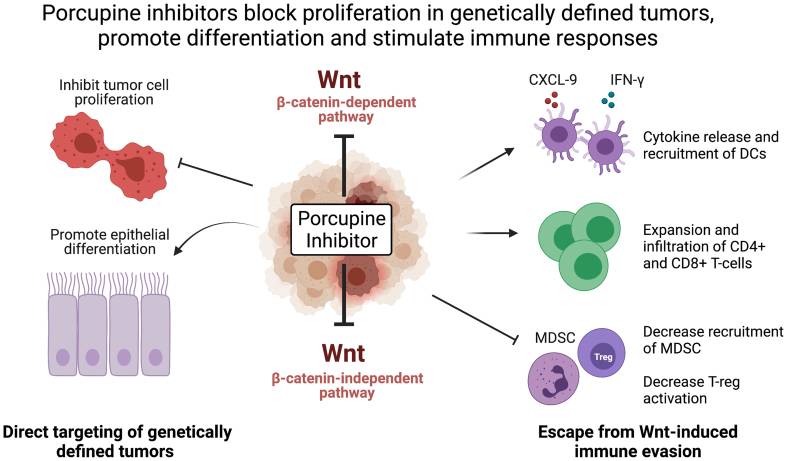 Porcupine inhibitors block proliferation in genetically defined tumors,
promote differentiation and stimulate immune responses
Inhibit tumor cell
proliferation
Promote epithelial
differentiation
Direct targeting of genetically
defined tumors
Wnt
β-catenin-dependent
pathway
Porcupine
Inhibitor
Wnt
β-catenin-independent
pathway
CXCL-9
IFN-γ
Cytokine release and
recruitment of DCs
Expansion and
infiltration of CD4+
and CD8+ T-cells
MDSC
Treg
Decrease recruitment
of MDSC
Decrease T-reg
activation
Escape from Wnt-induced
immune evasion